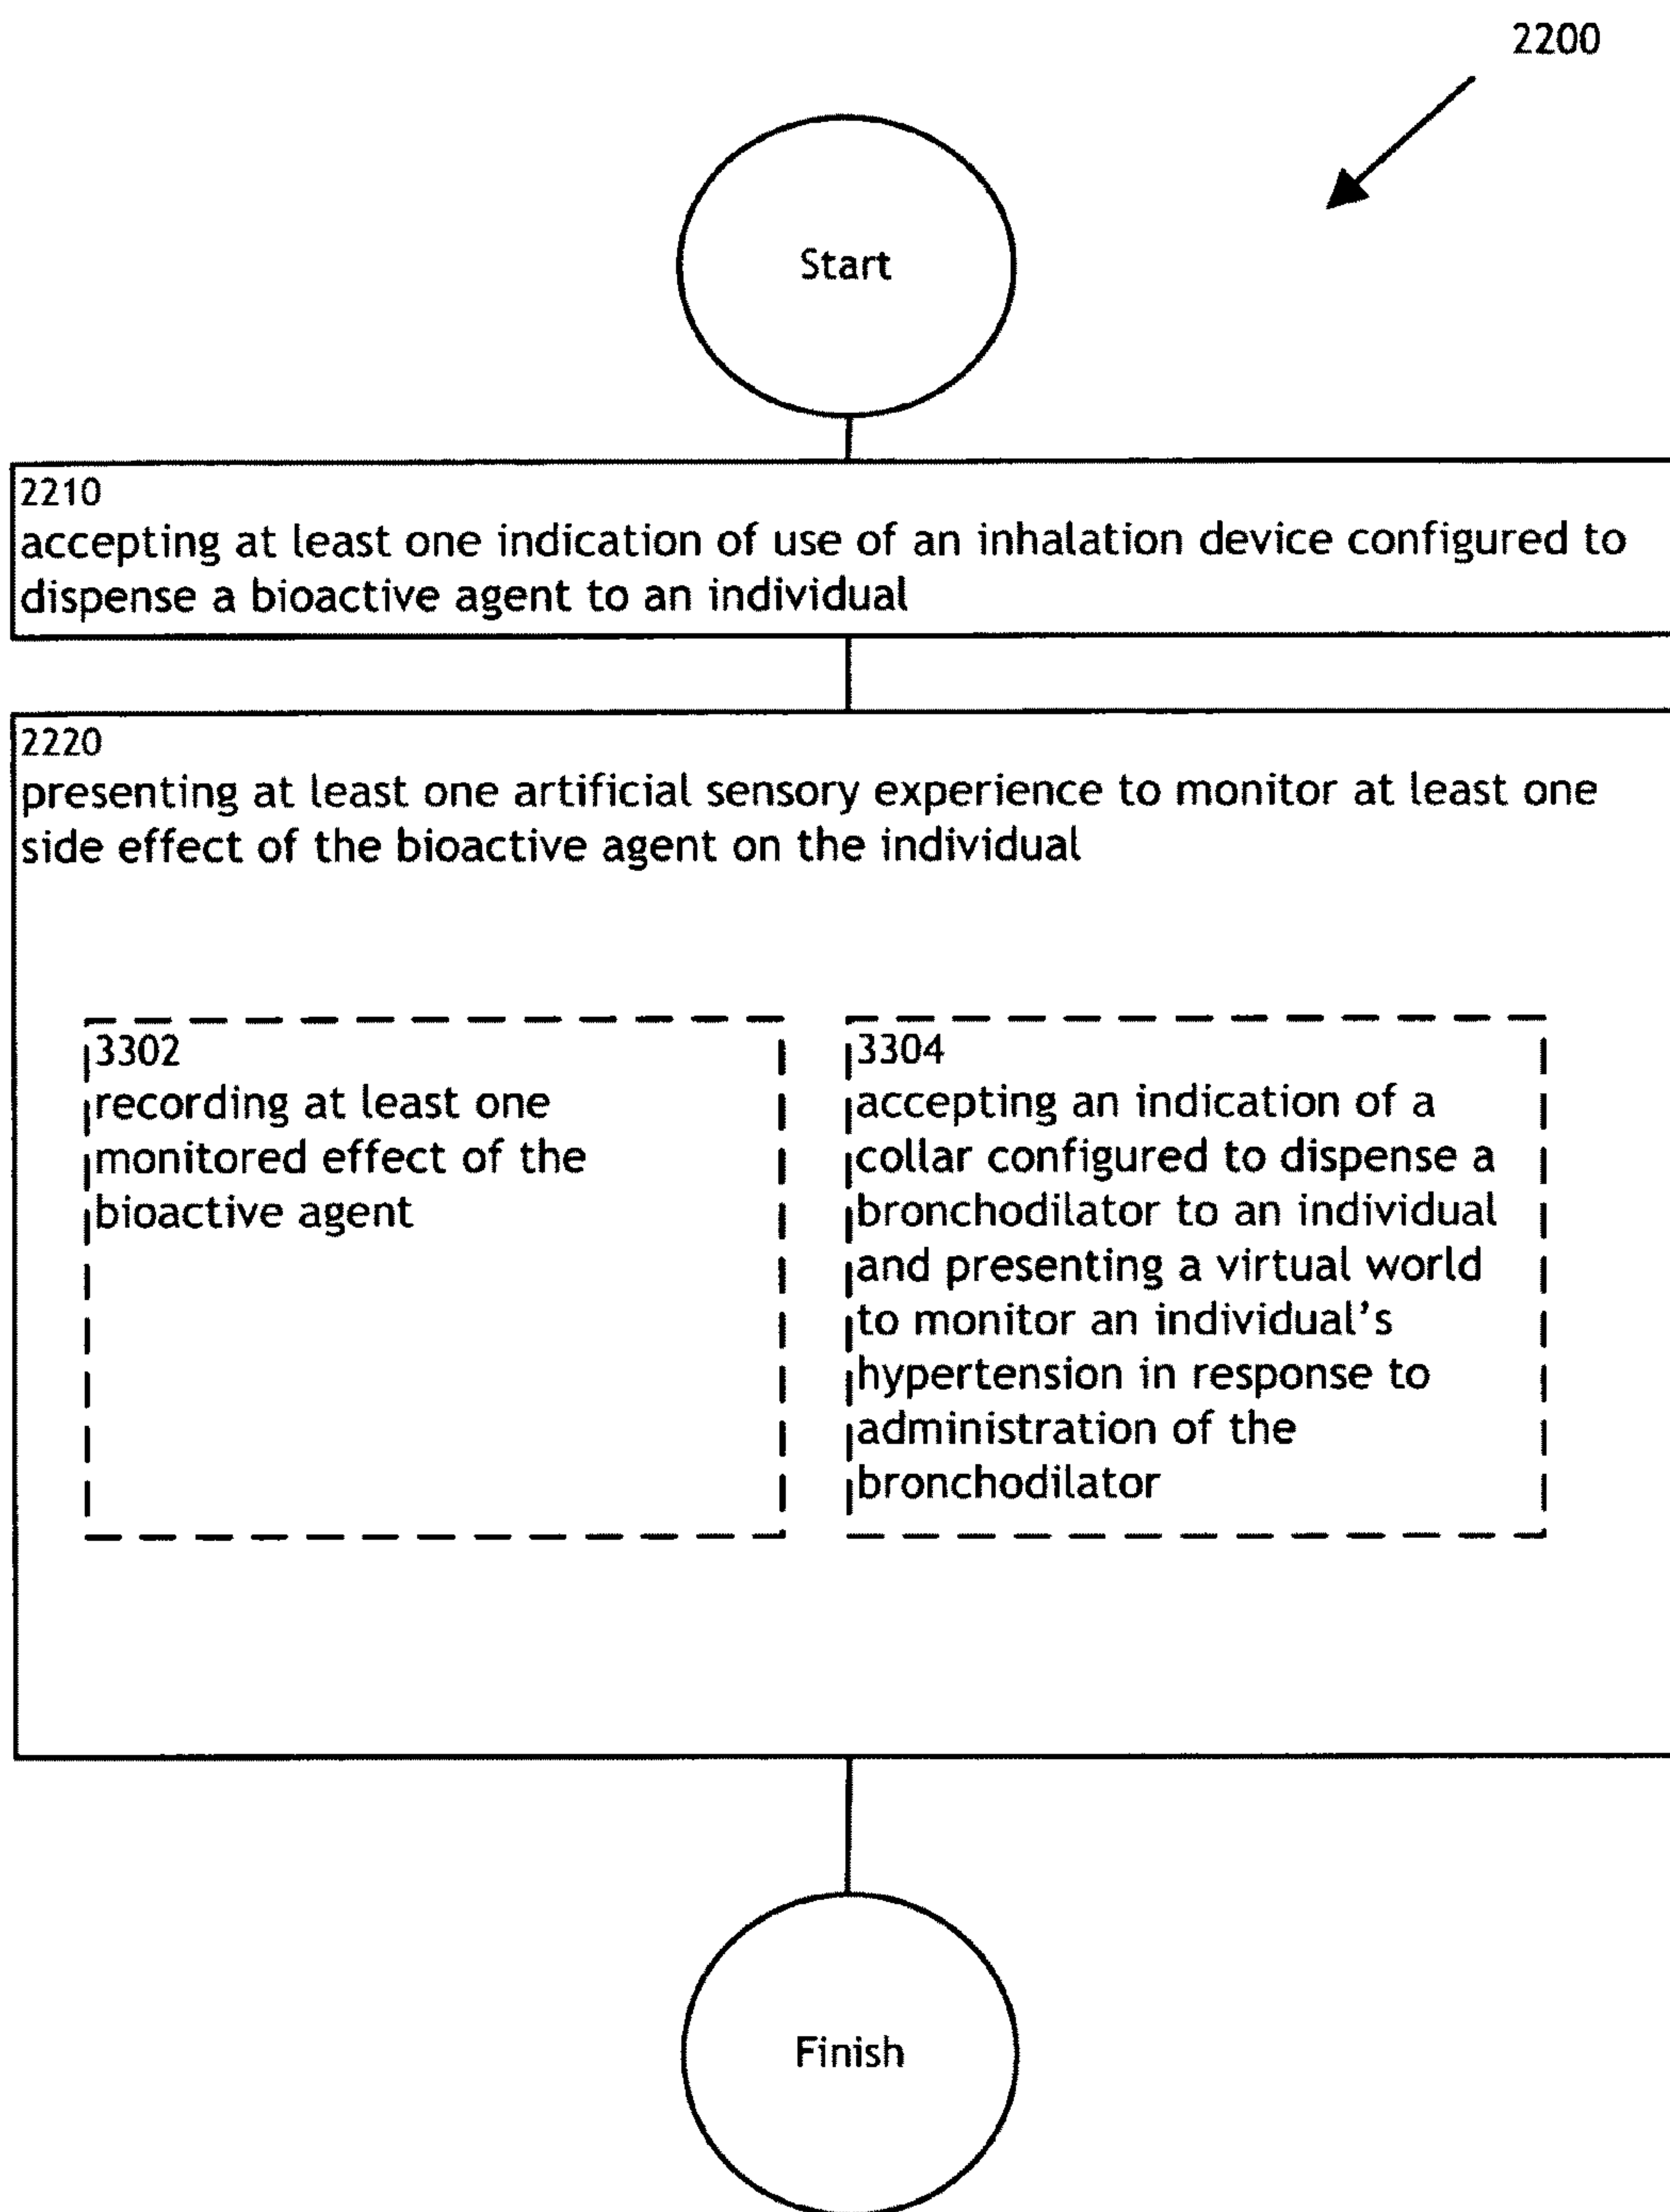 2200
Start
2210
accepting at least one indication of use of an inhalation device configured to
dispense a bioactive agent to an individual
2220
presenting at least one artificial sensory experience to monitor at least one
side effect of the bioactive agent on the individual
3302
recording at least one
monitored effect of the
bioactive agent
3304
accepting an indication of a
collar configured to dispense a
bronchodilator to an individual
and presenting a virtual world
to monitor an individual's
hypertension in response to
administration of the
bronchodilator
Finish